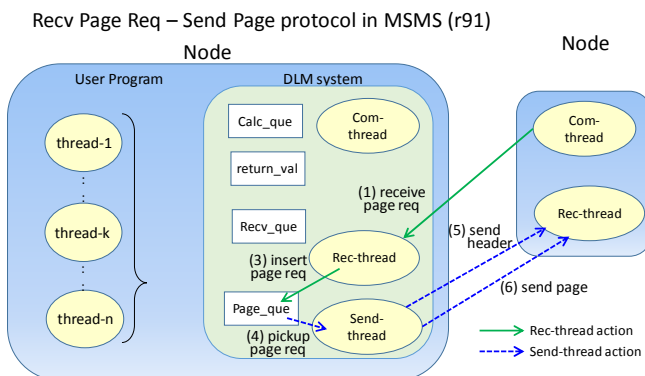 Recv Page Req – Send Page protocol in MSMS (r91)
Node
Node
User Program
DLM system
Calc_que
Com-
thread
Com-
thread
thread-1
return_val
(1) receive
page req
Recv_que
Rec-thread
thread-k
(5) send
header
(3) insert
page req
Rec-thread
(6) send page
Page_que
Send-
thread
thread-n
(4) pickup
page req
Rec-thread action
Send-thread action